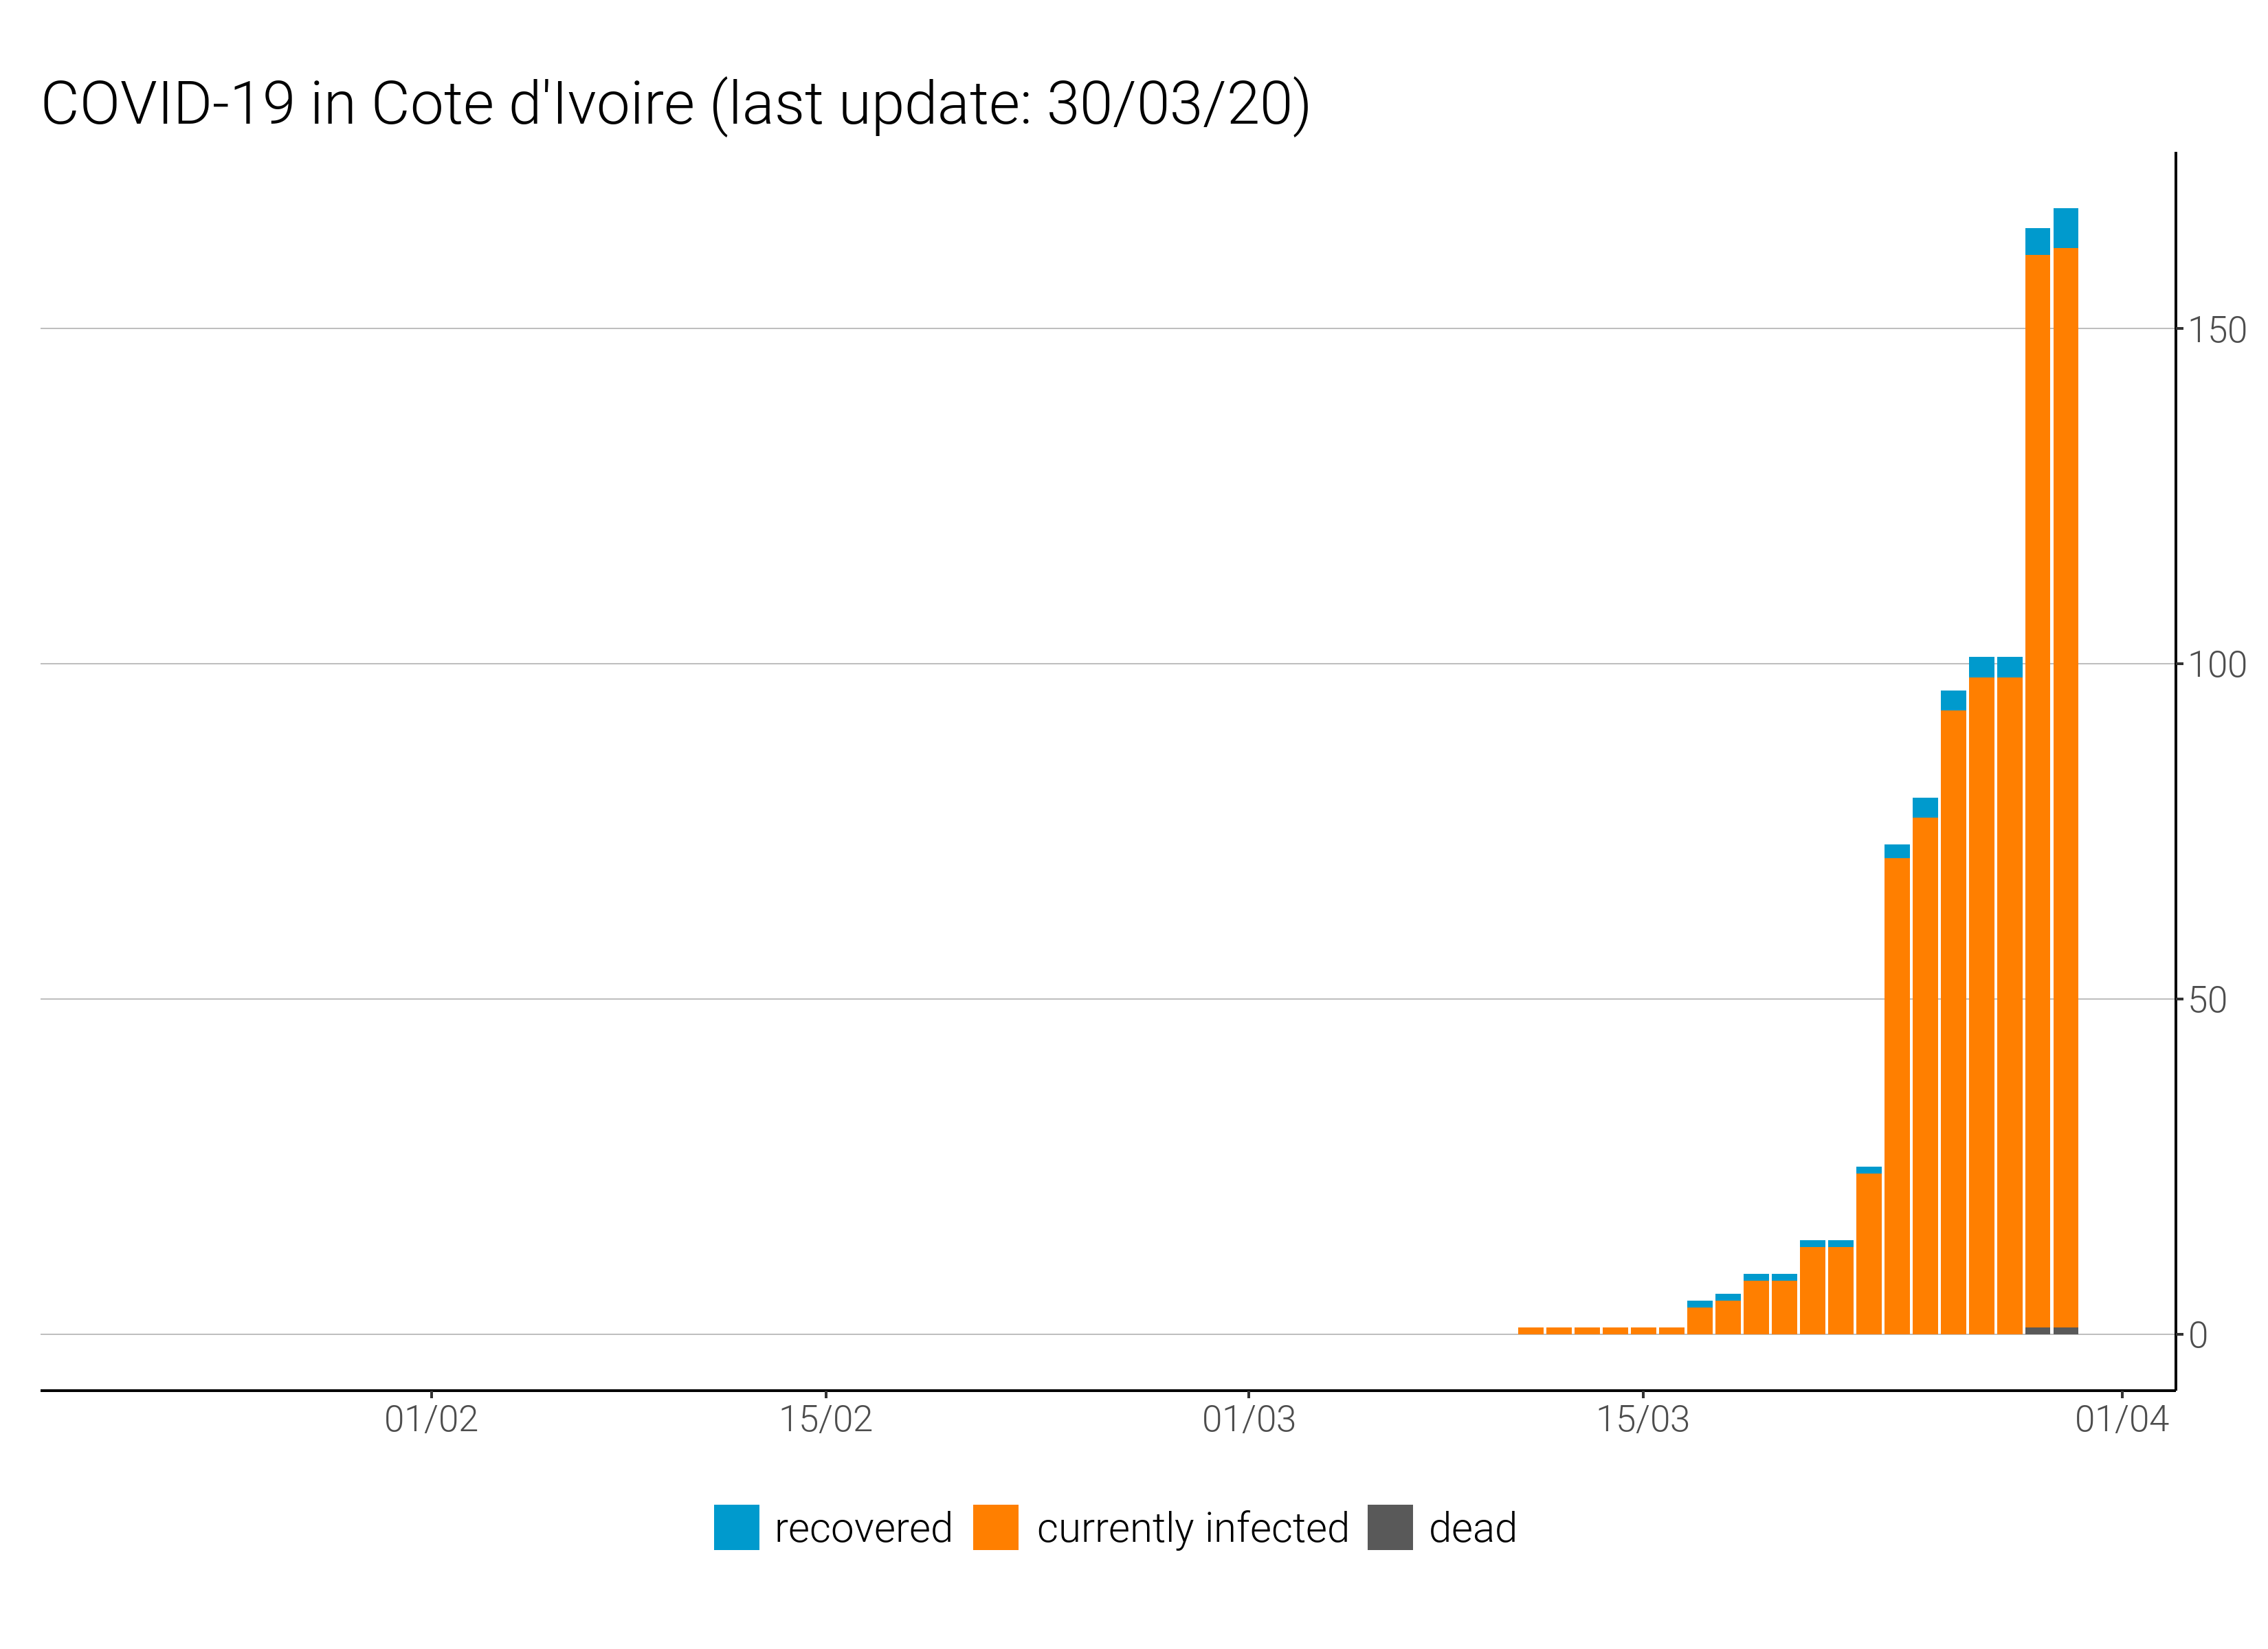 COVID-19 in Cote d'Ivoire (last update: 30/03/20)
150
100
50
0
01/02 15/02 01/03 15/03 01/04
recovered currently infected dead